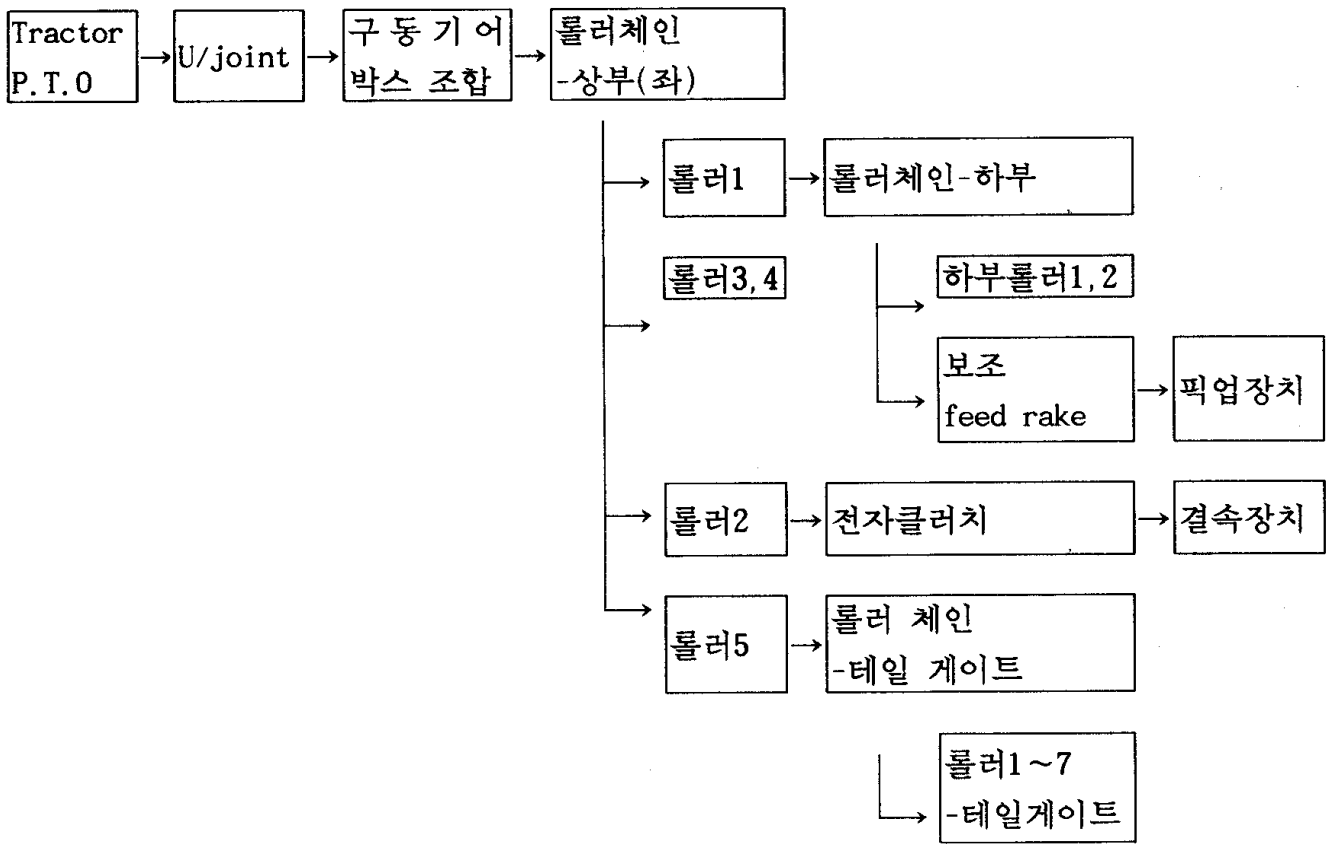 Tractor
P.T.O
U/joint
구 동 기 어
박스 조합
롤러체인
-상부(좌)
롤러1
롤러체인-하부
롤러3,4
하부롤러1,2
보조
feed rake
픽업장치
롤러2
전자클러치
결속장치
롤러5
롤러 체인
-테일 게이트
롤러1~7
-테일게이트